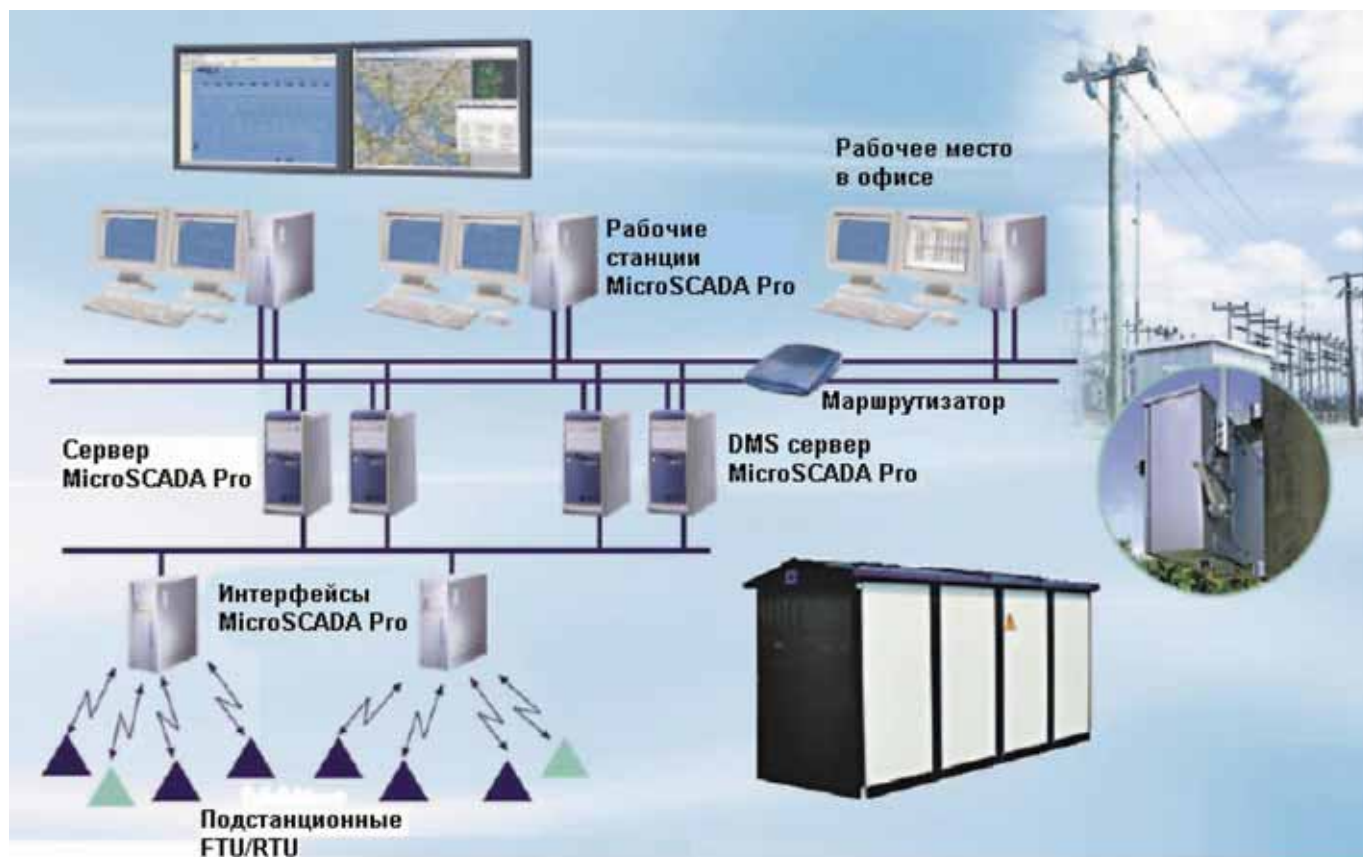 Рабочее место
в офисе
Рабочие
станции
MicroSCADA Pro
Маршрутизатор
Сервер
MicroSCADA Pro
DMS сервер
MicroSCADA Pro
Интерфейсы
MicroSCADA Pro
Подстанционные
FTU/RTU